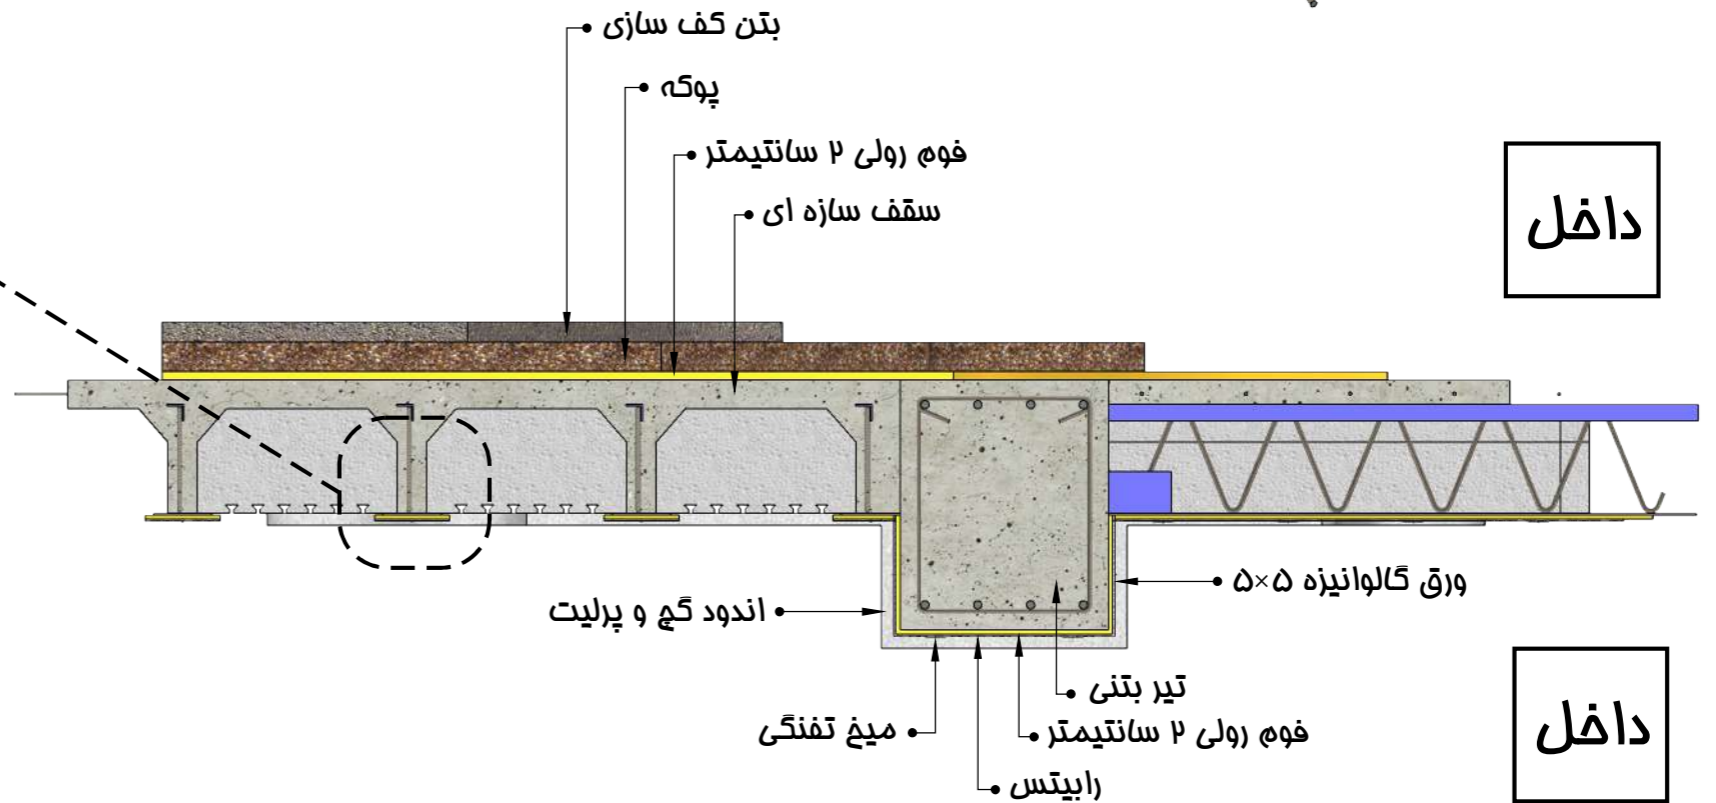 بتن کف سازی
پوکه
فوم رولی ۲ سانتیمتر
سقف سازه ای
داخل
ورق گالوانیزه ۵×۵
اندود گچ و پرلیت
تیر بتنی
میخ تفنگی
فوم رولی ۲ سانتیمتر
رابیتس
داخل